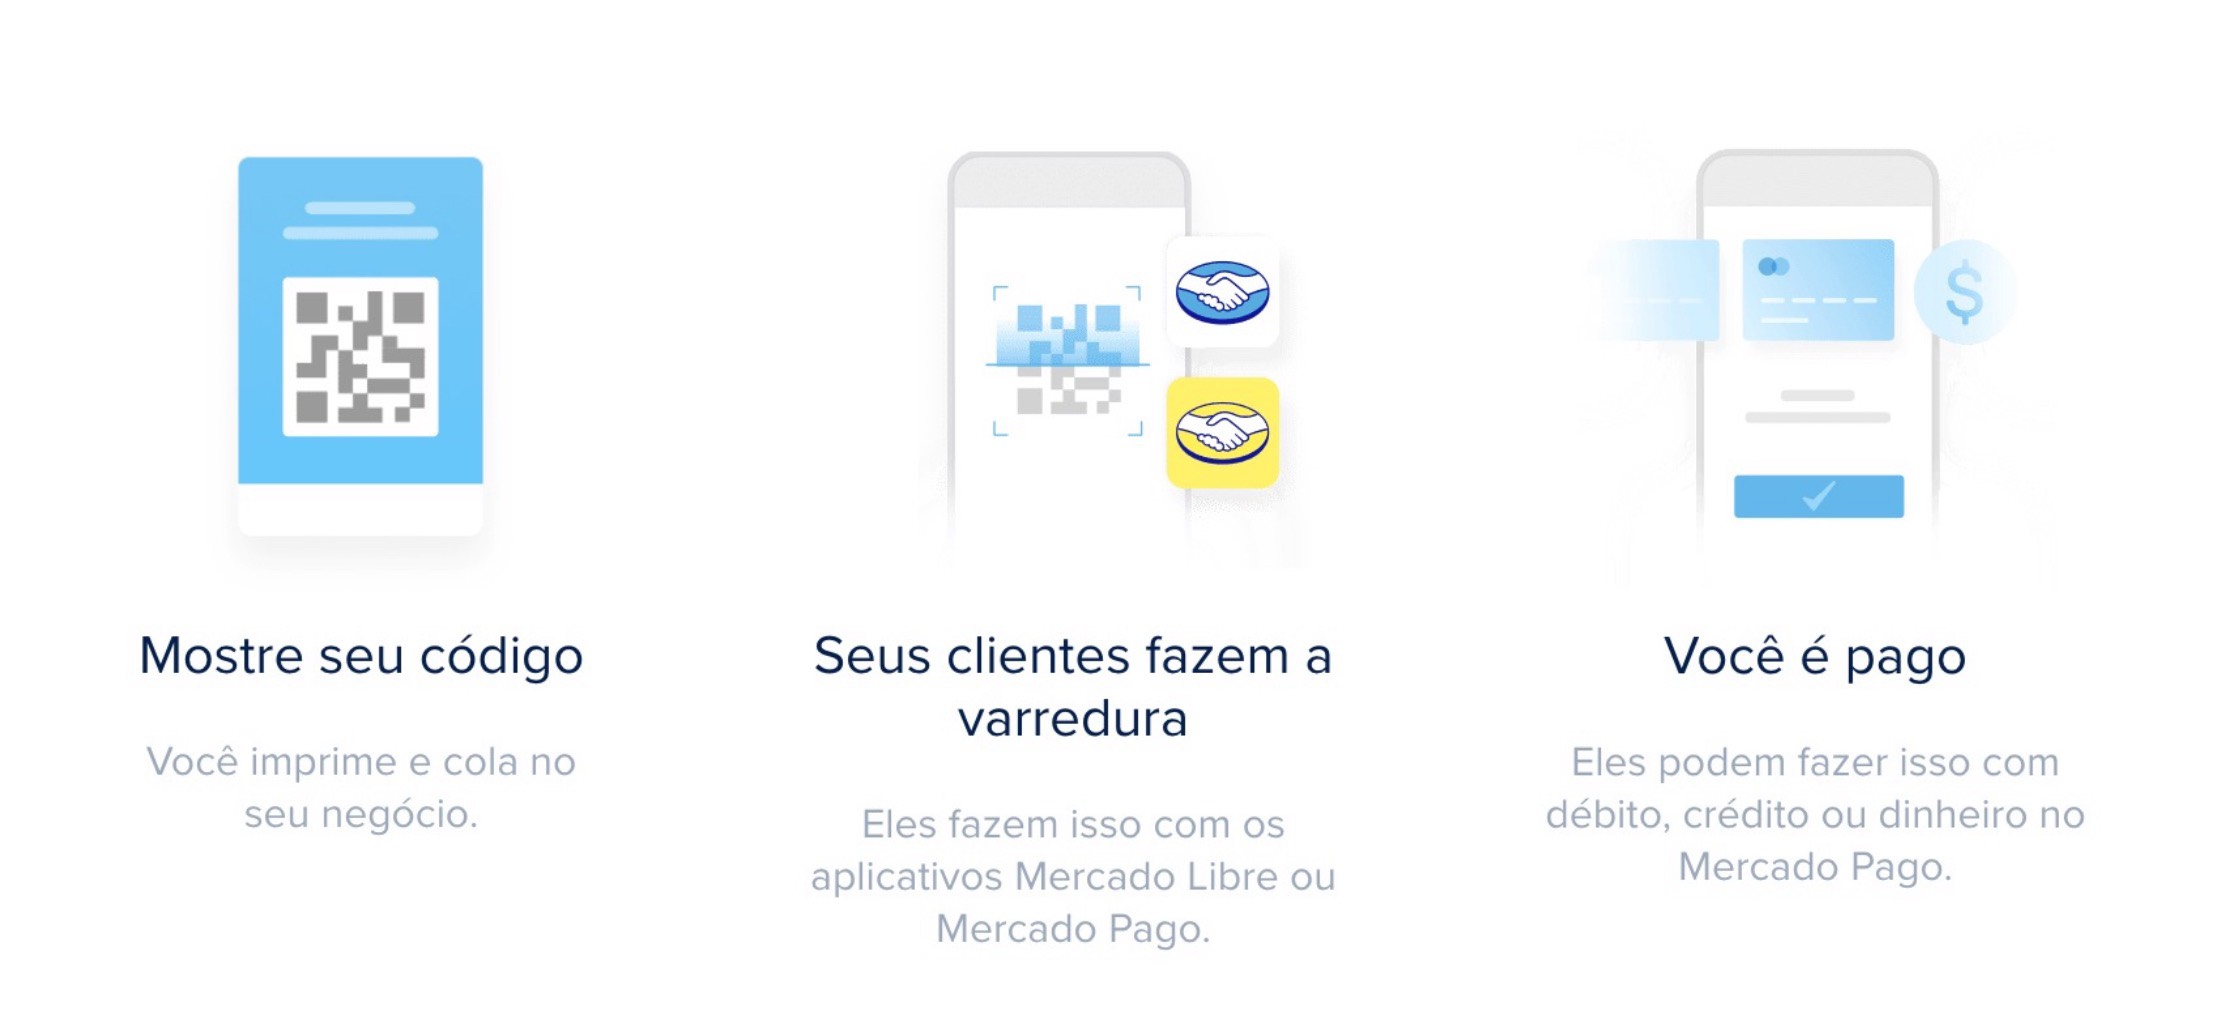 Mostre seu código
Você imprime e cola no
seu negócio.
Seus clientes fazem a
varredura
Eles fazem isso com os
aplicativos Mercado Libre ou
Mercado Pago.
$
Você é pago
Eles podem fazer isso com
débito, crédito ou dinheiro no
Mercado Pago.